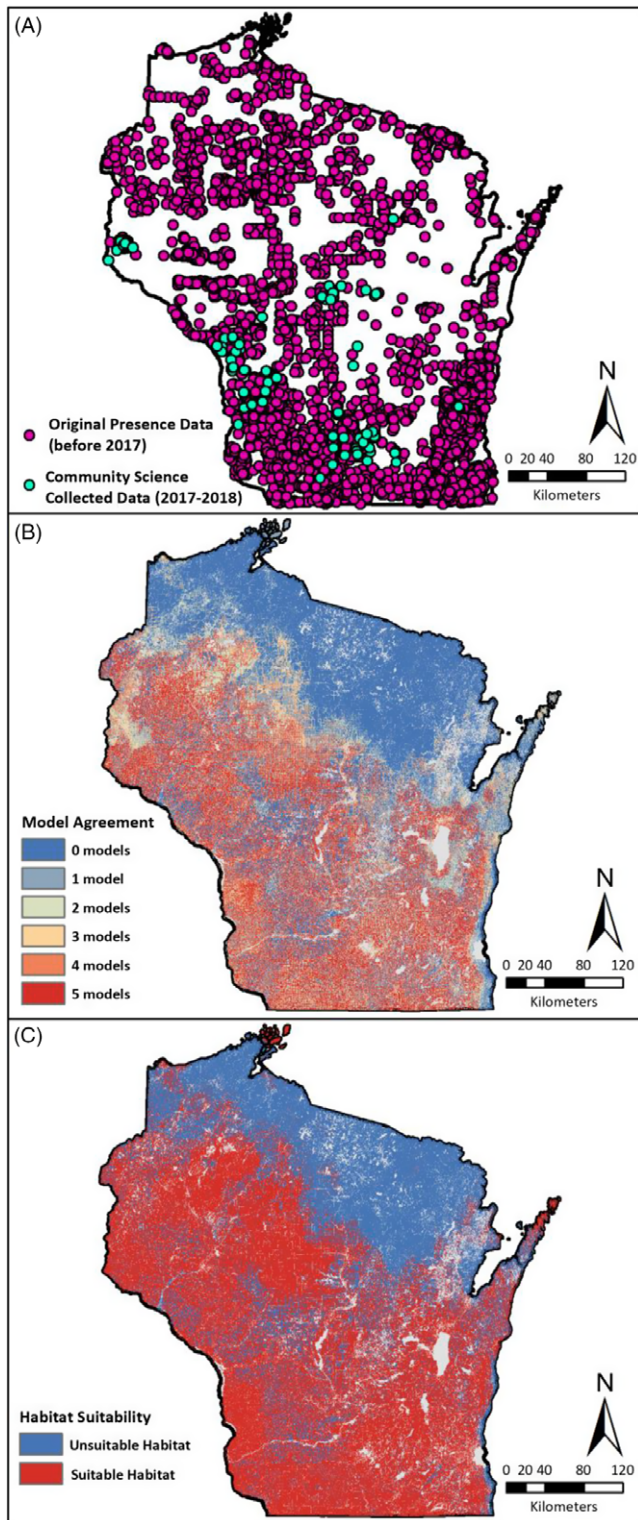 (A)
N
Original Presence Data
(before 2017)
Community Science
Collected Data (2017-2018)
0 20 40 80 120
Kilometers
(B)
Model Agreement
0 models
1 model
2 models
3 models
4 models
5 models
N
0 20 40 80 120
Kilometers
(C)
Habitat Suitability
Unsuitable Habitat
Suitable Habitat
N
0 20 40 80 120
Kilometers